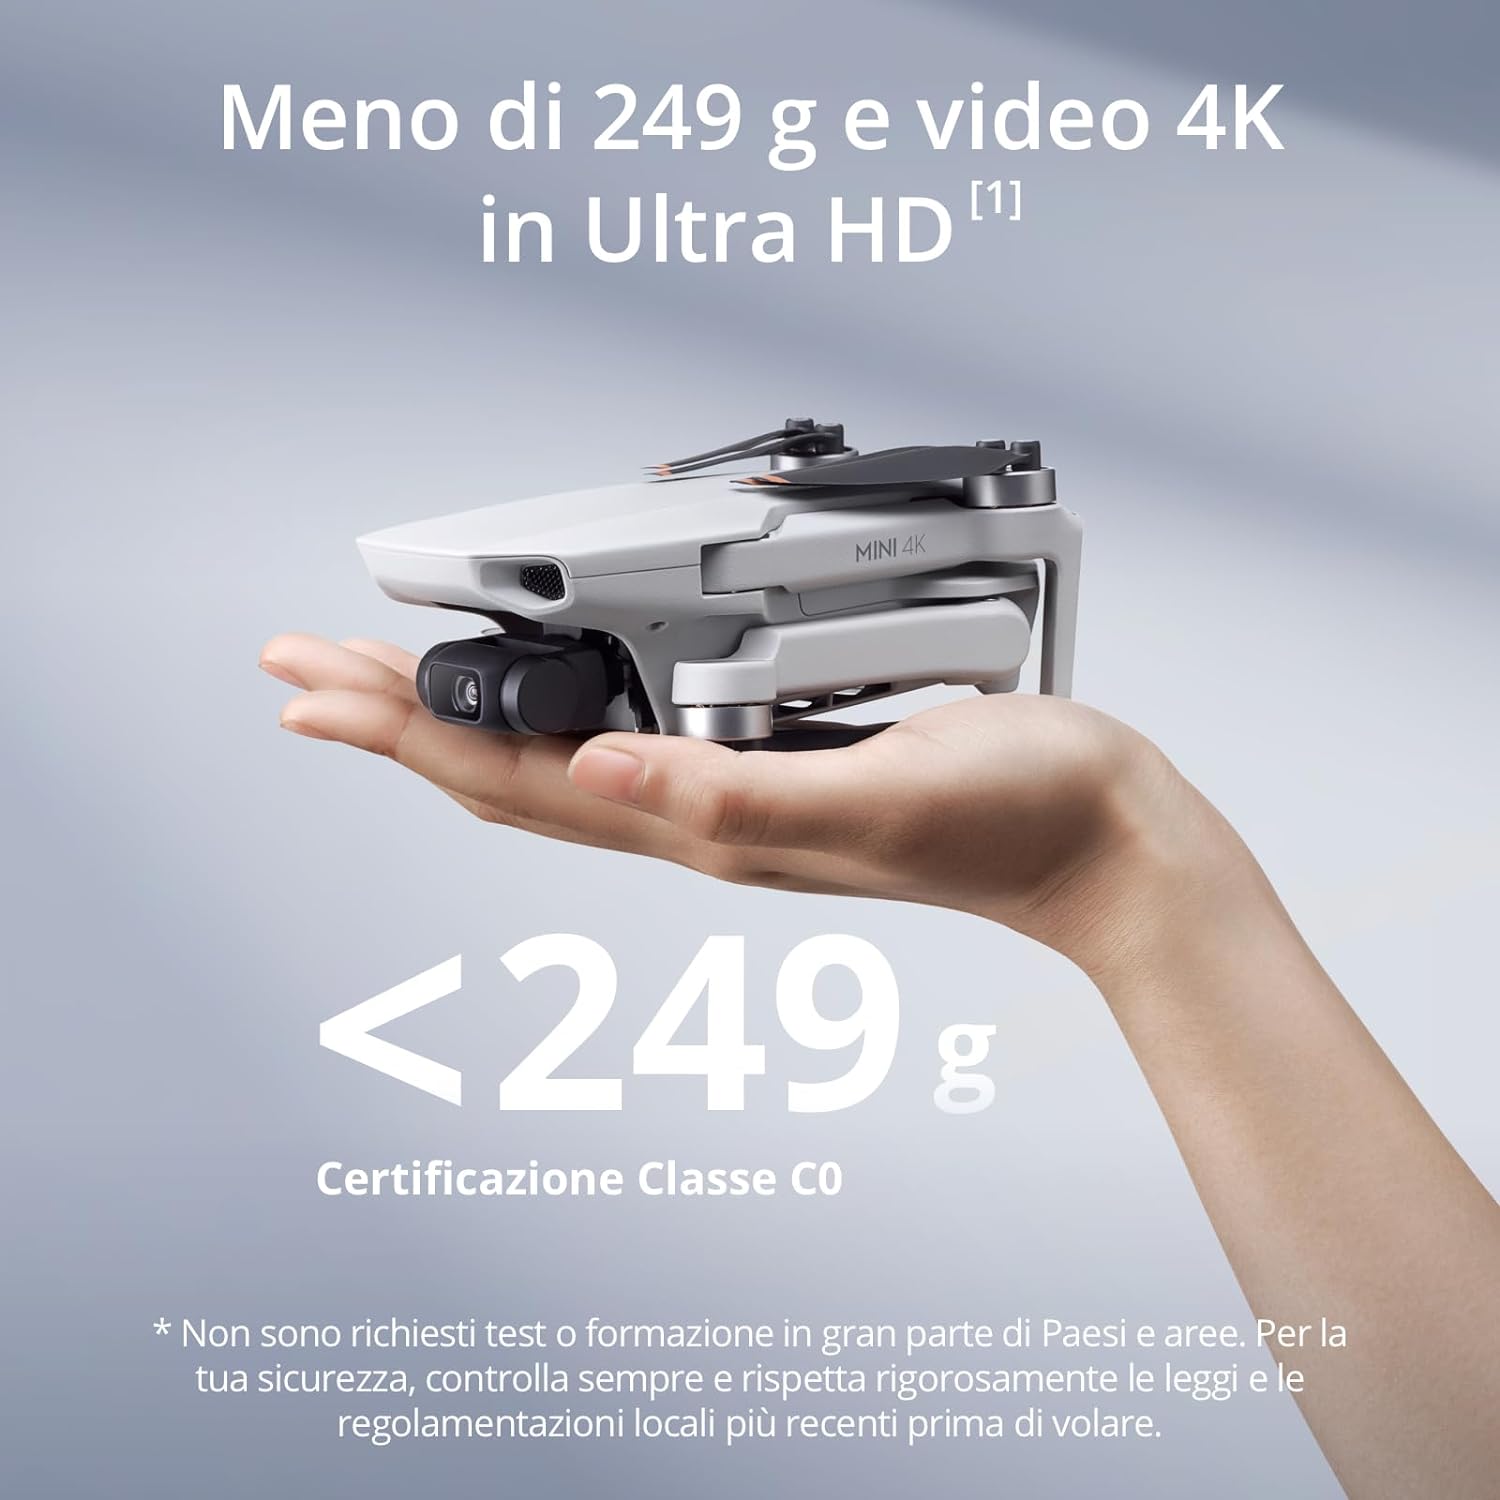 Meno di 249 g e video 4K
in Ultra HD [1]
MINI 4K
<249 g
Certificazione Classe C0
* Non sono richiesti test o formazione in gran parte di Paesi e aree. Per la
tua sicurezza, controlla sempre e rispetta rigorosamente le leggi e le
regolamentazioni locali più recenti prima di volare.